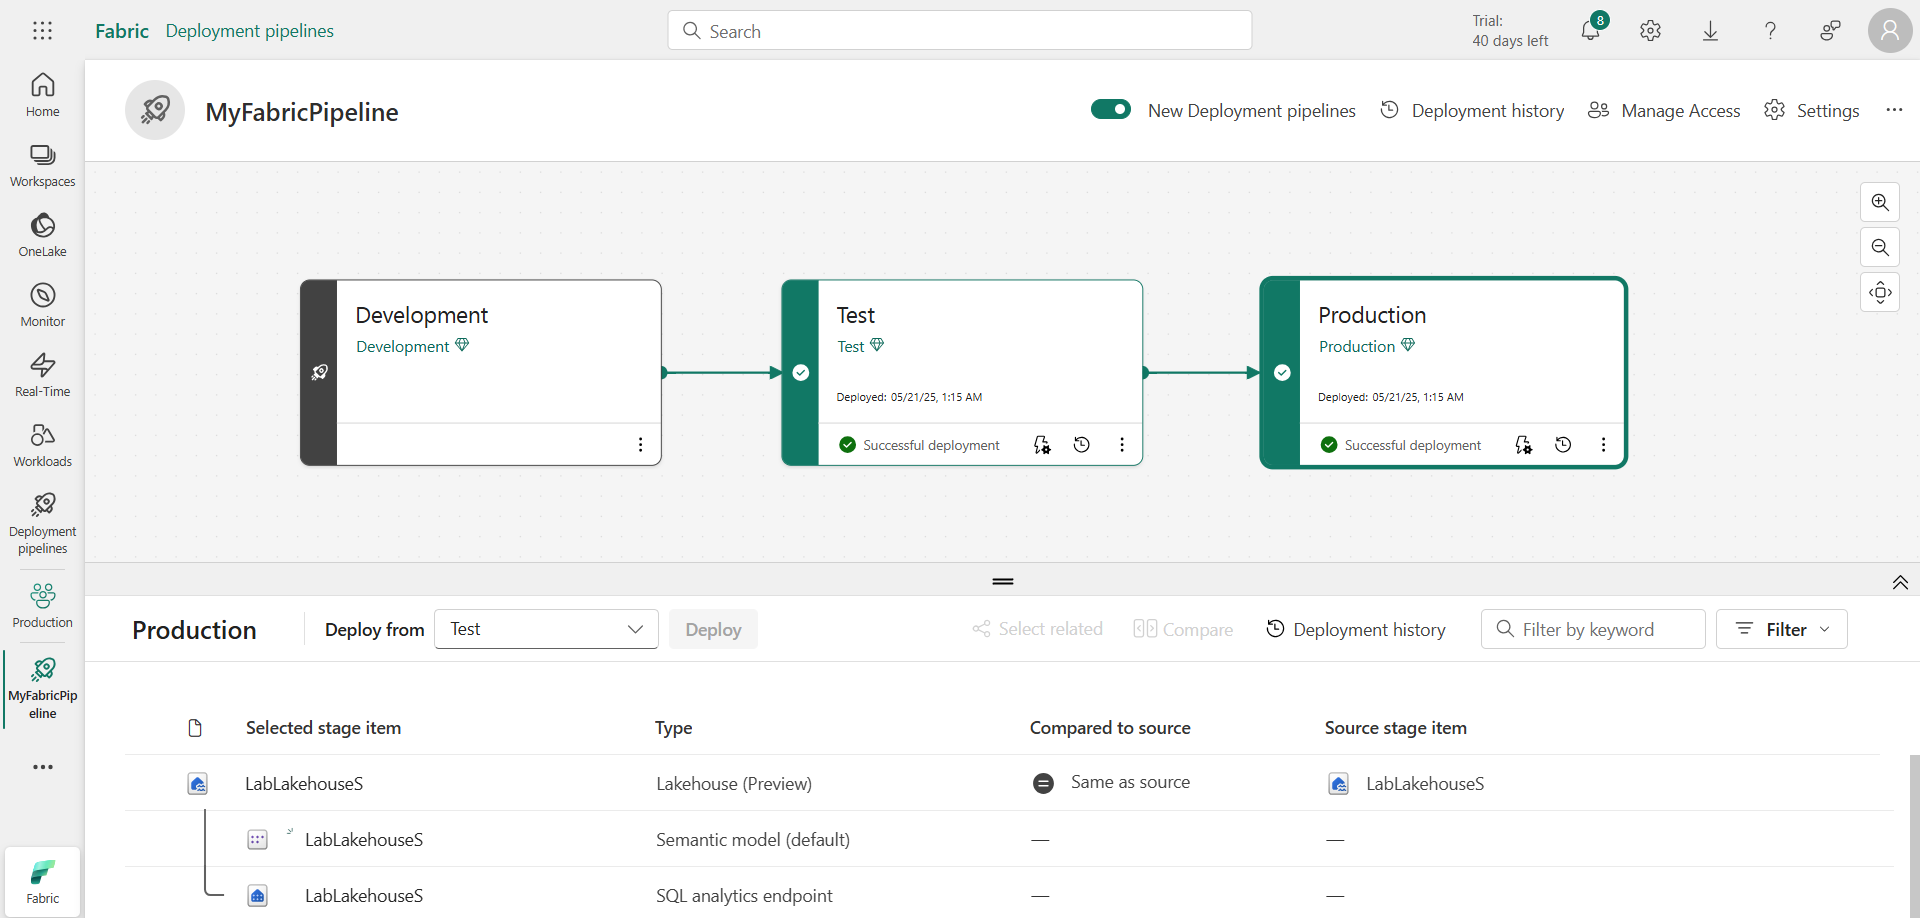 Fabric Deployment pipelines
Search
Trial:
40 days left
8
Home
Workspaces
OneLake
Monitor
Real-Time
Workloads
Deployment
pipelines
Production
MyFabricPip
eline
Fabric
MyFabricPipeline
New Deployment pipelines
Deployment history
Manage Access
Settings
Development
Development
Test
Test
Deployed: 05/21/25, 1:15 AM
Successful deployment
Production
Production
Deployed: 05/21/25, 1:15 AM
Successful deployment
Production
Deploy from
Test
Deploy
Select related
Compare
Deployment history
Filter by keyword
Filter
Selected stage item Type Compared to source Source stage item
LabLakehouseS Lakehouse (Preview) Same as source LabLakehouseS
LabLakehouseS Semantic model (default) — —
LabLakehouseS SQL analytics endpoint — —